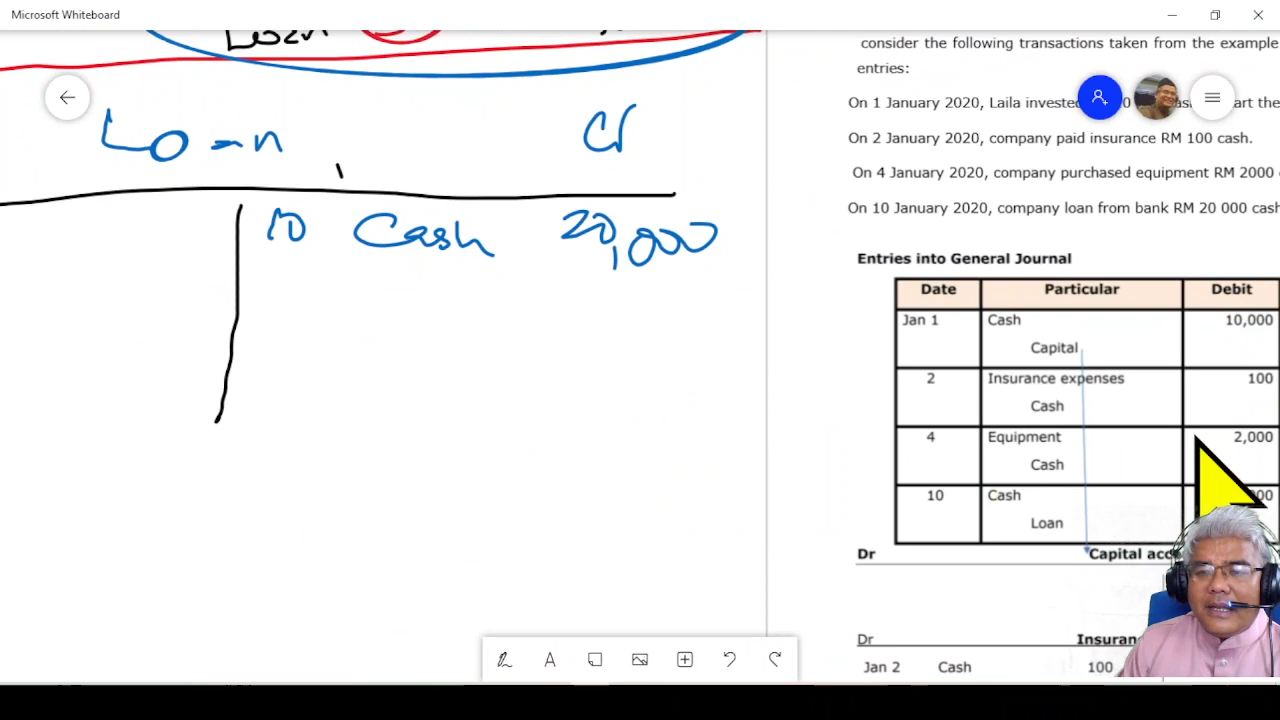 Microsoft Whiteboard
Loan
Loan Cr
10 Cash 20,000
consider the following transactions taken from the example
entries:
On 1 January 2020, Laila invested
On 2 January 2020, company paid insurance RM 100 cash.
On 4 January 2020, company purchased equipment RM 2000
On 10 January 2020, company loan from bank RM 20 000 cash
Entries into General Journal
Date Particular Debit
Jan 1 Cash 10,000
Capital
2 Insurance expenses 100
Cash
4 Equipment 2,000
Cash
10 Cash
Loan
Dr Capital acc
Dr Insuran
Jan 2 Cash 100